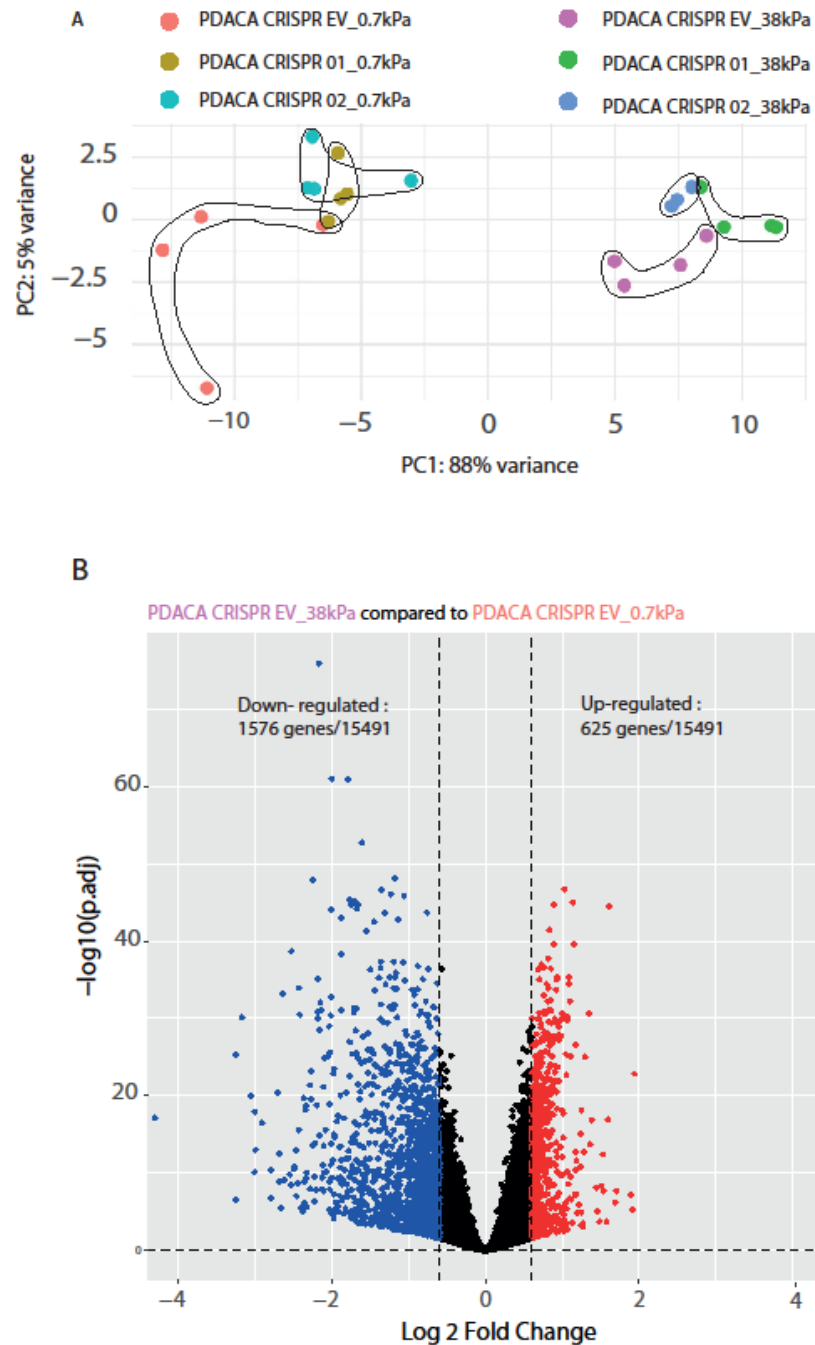 A
PDACA CRISPR EV_0.7kPa
PDACA CRISPR EV_38kPa
PDACA CRISPR 01_0.7kPa
PDACA CRISPR 01_38kPa
PDACA CRISPR 02_0.7kPa
PDACA CRISPR 02_38kPa
2.5
0
−2.5
−5
PC2: 5% variance
−10
−5
0
5
10
PC1: 88% variance
B
PDACA CRISPR EV_38kPa compared to PDACA CRISPR EV_0.7kPa
Down- regulated :
1576 genes/15491
Up-regulated :
625 genes/15491
60
40
20
0
−log10(p.adj)
−4
−2
0
2
4
Log 2 Fold Change